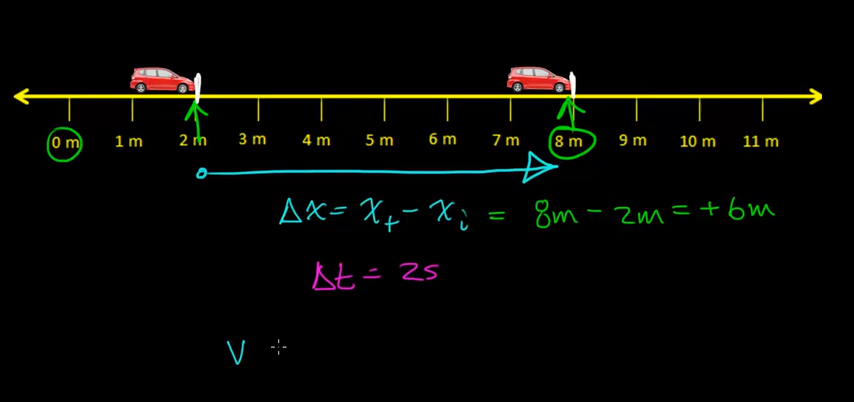 0 m 1 m 2 m 3 m 4 m 5 m 6 m 7 m 8 m 9 m 10 m 11 m
Δx = x_f - x_i = 8m - 2m = +6m
Δt = 2s
V